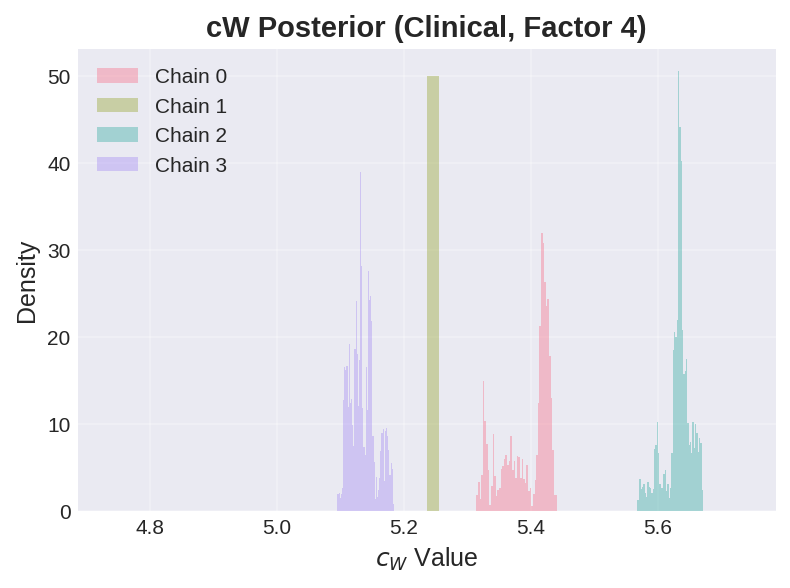 cW Posterior (Clinical, Factor 4)
Chain 0
Chain 1
Chain 2
Chain 3
Density
50
40
30
20
10
0
4.8 5.0 5.2 5.4 5.6
c_W Value